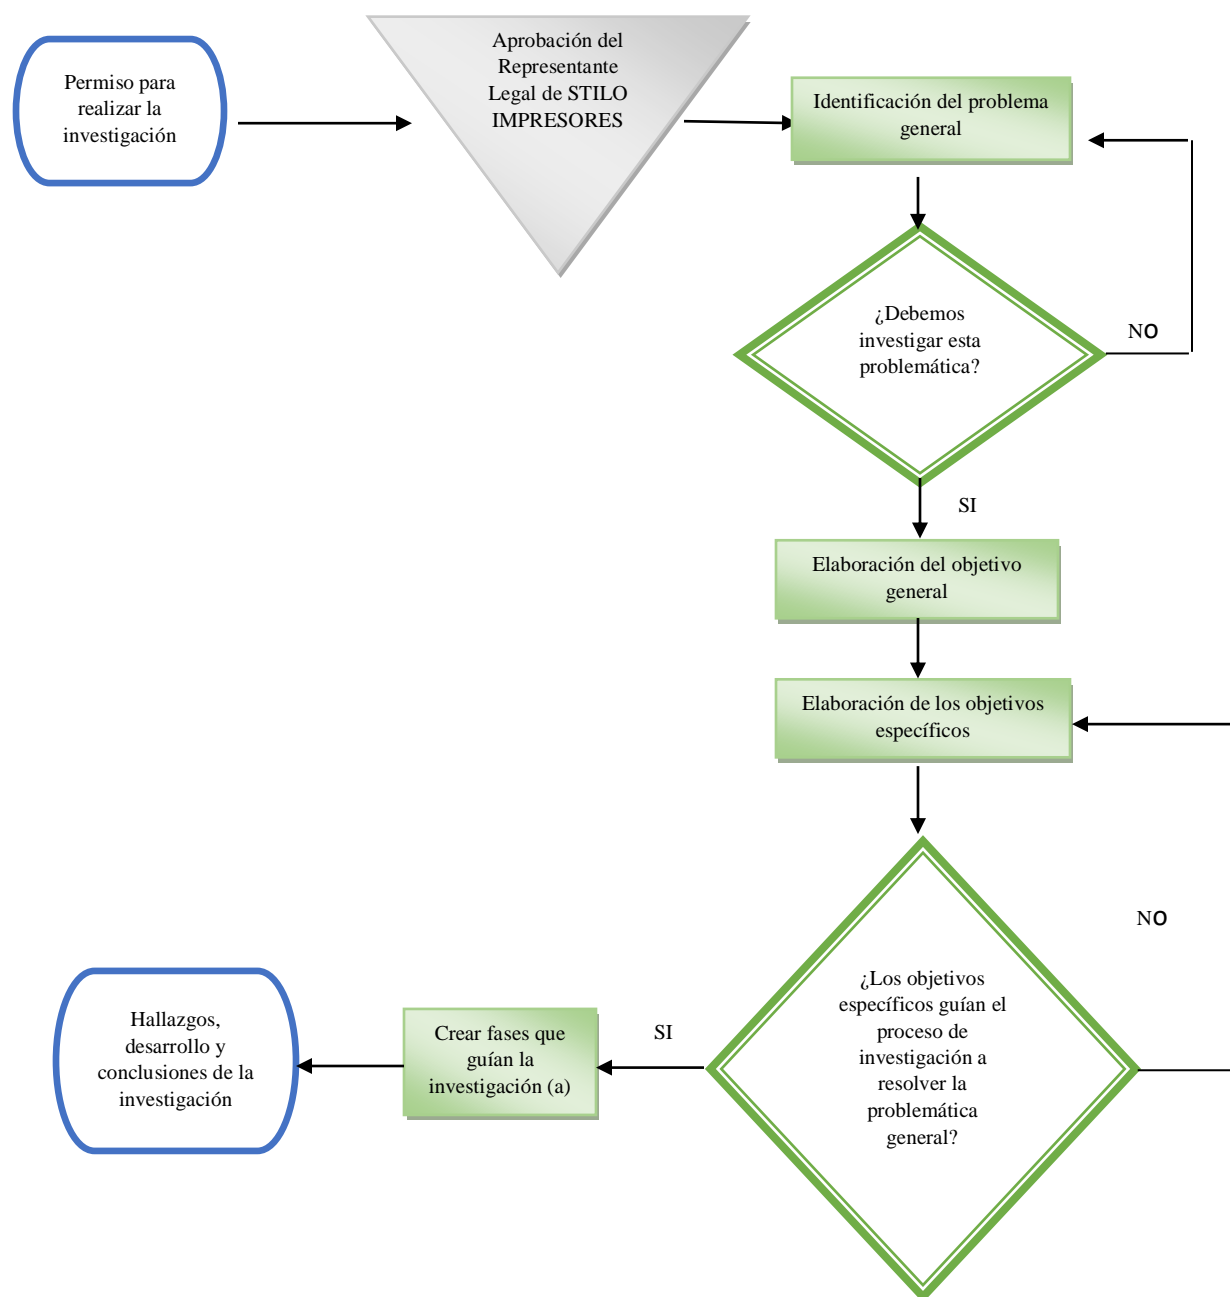 Permiso para
realizar la
investigación
Aprobación del
Representante
Legal de STILO
IMPRESORES
Identificación del problema
general
¿Debemos
investigar esta
problemática?
NO
SI
Elaboración del objetivo
general
Elaboración de los objetivos
específicos
NO
¿Los objetivos
específicos guían el
proceso de
investigación a
resolver la
problemática
general?
SI
Crear fases que
guían la
investigación (a)
Hallazgos,
desarrollo y
conclusiones de la
investigación